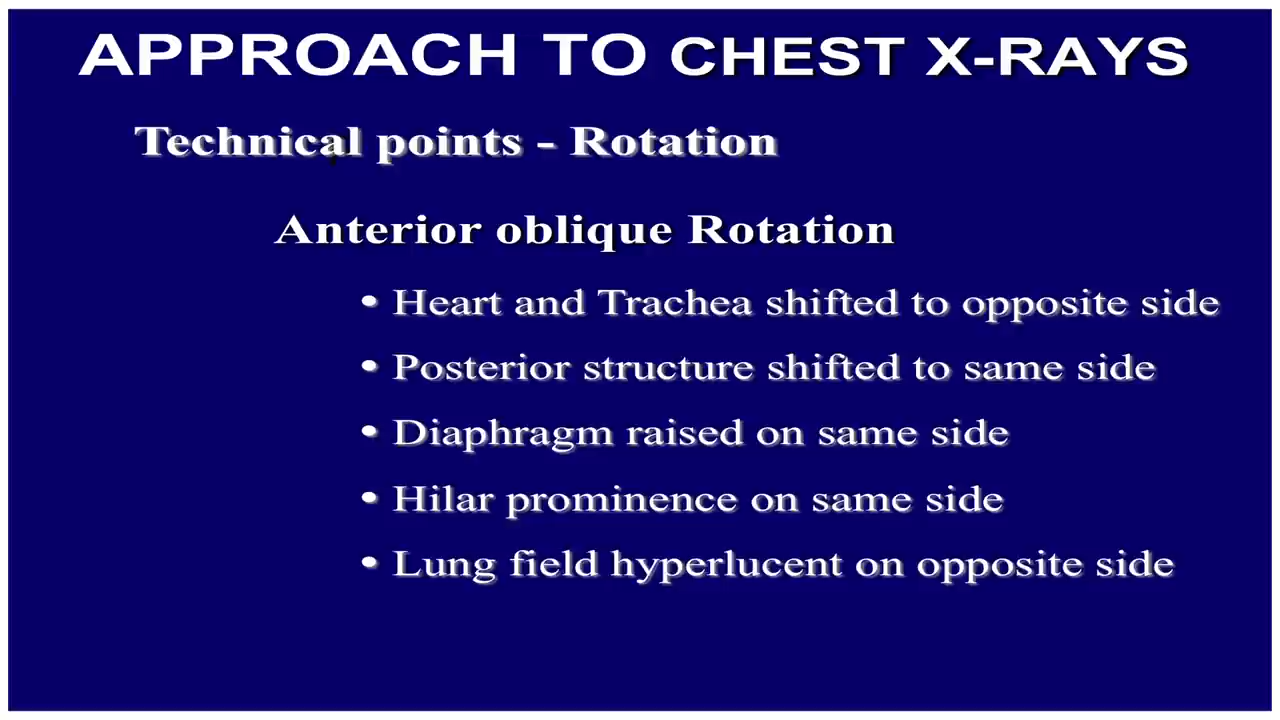 APPROACH TO CHEST X-RAYS
Technical points - Rotation
Anterior oblique Rotation
• Heart and Trachea shifted to opposite side
• Posterior structure shifted to same side
• Diaphragm raised on same side
• Hilar prominence on same side
• Lung field hyperlucent on opposite side